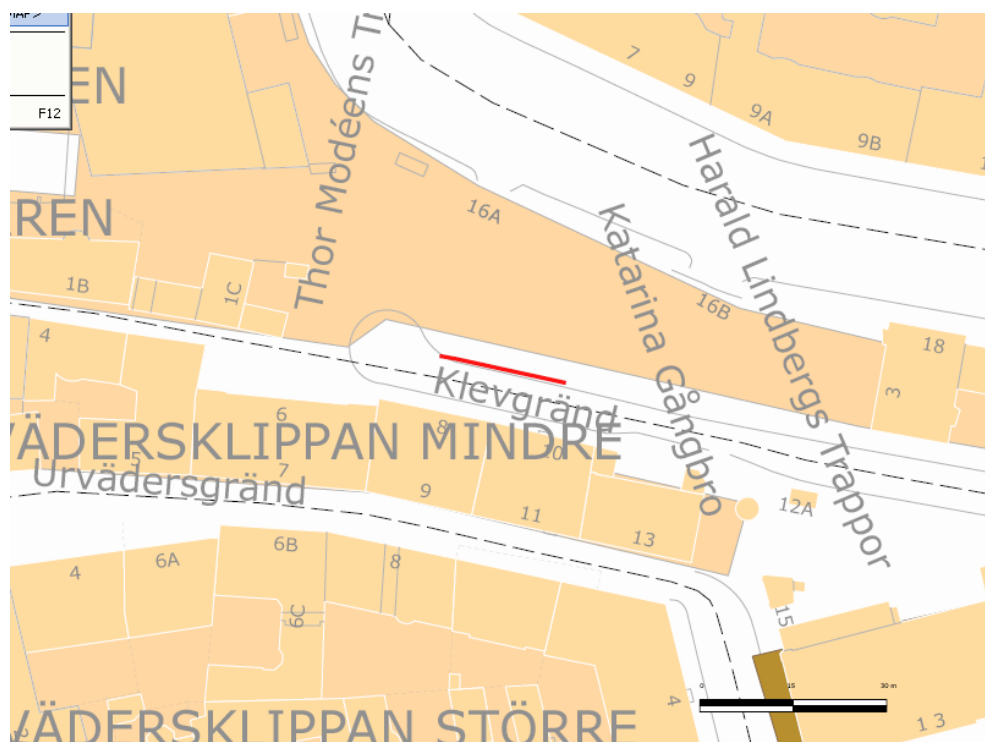 MAP>
F12
EN
REN
Thor Modéens Tr
7
9
9A
9B
Harald Lindbergs Trappor
16A
Katarina Gångbro
16B
18
3
1B
1C
4
Klevgränd
6
8
10
VÄDERSKLIPPAN MINDRE
5
7
Urvädersgränd
9
11
13
12A
4
6A
6B
8
6C
15
4
0 15 30 m
13
VÄDERSKLIPPAN STÖRRE